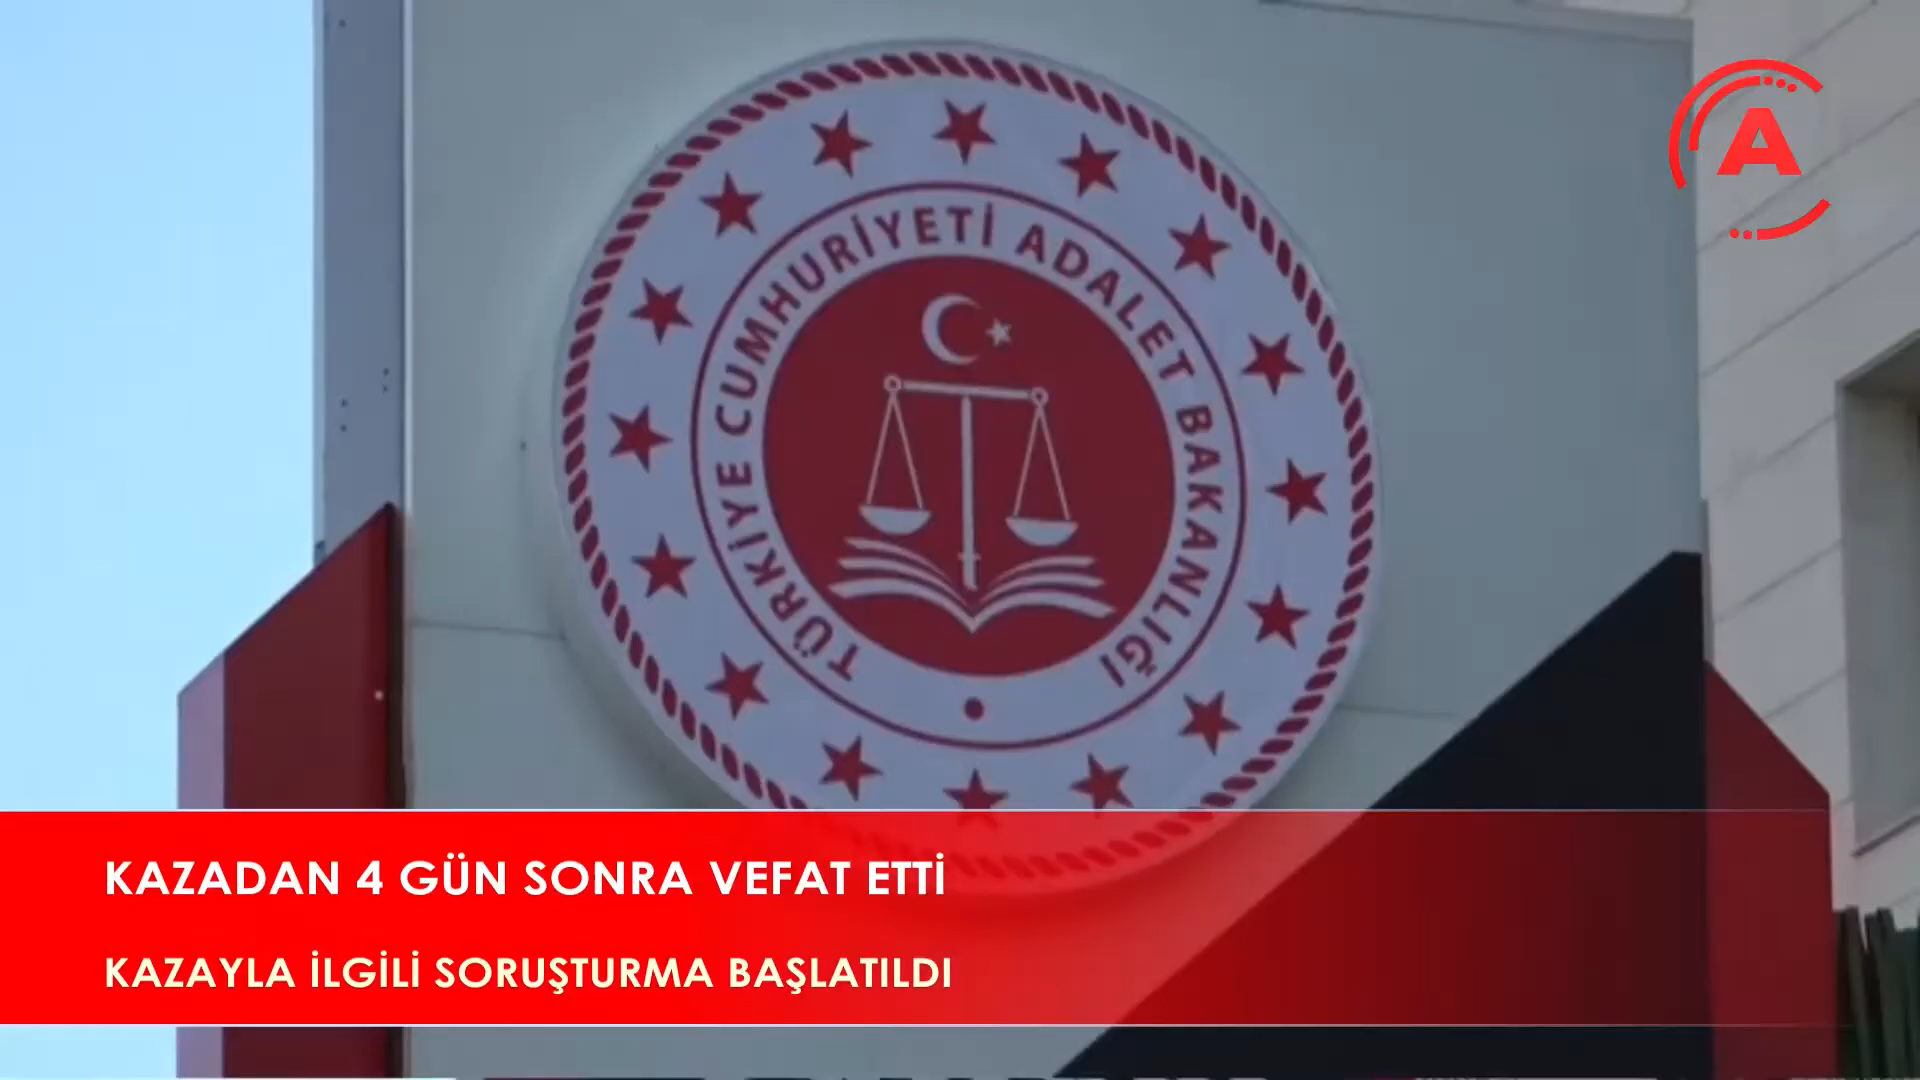 A
TÜRKİYE CUMHURİYETİ ADALET BAKANLIĞI
KAZADAN 4 GÜN SONRA VEFAT ETTİ
KAZAYLA İLGİLİ SORUŞTURMA BAŞLATILDI